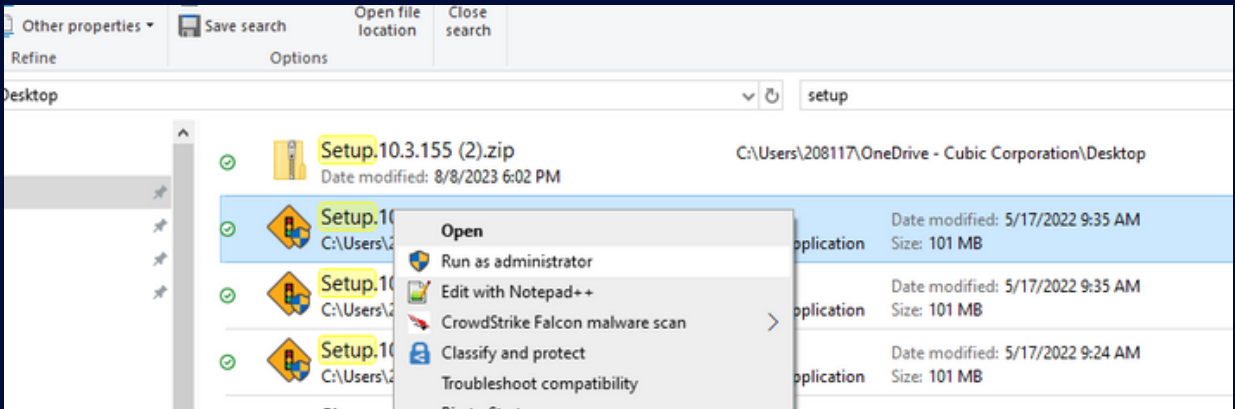 Other properties
Save search
Open file location
Close search
Refine
Options
Desktop
setup
Setup.10.3.155 (2).zip
C:\Users\208117\OneDrive - Cubic Corporation\Desktop
Date modified: 8/8/2023 6:02 PM
Setup.10
Date modified: 5/17/2022 9:35 AM
C:\Users\2
Size: 101 MB
Open
Run as administrator
Setup.10
Date modified: 5/17/2022 9:35 AM
Edit with Notepad++
C:\Users\2
Size: 101 MB
CrowdStrike Falcon malware scan
Setup.10
Classify and protect
Date modified: 5/17/2022 9:24 AM
C:\Users\2
Troubleshoot compatibility
Size: 101 MB